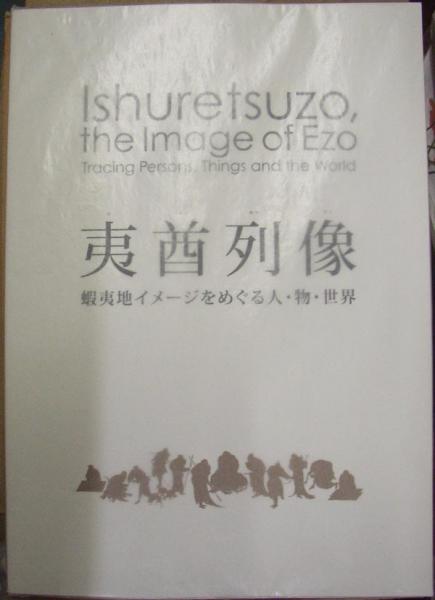 Ishuretsuzo,
the Image of Ezo
Tracing Persons, Things and the World
夷酋列像
蝦夷地イメージをめぐる人・物・世界